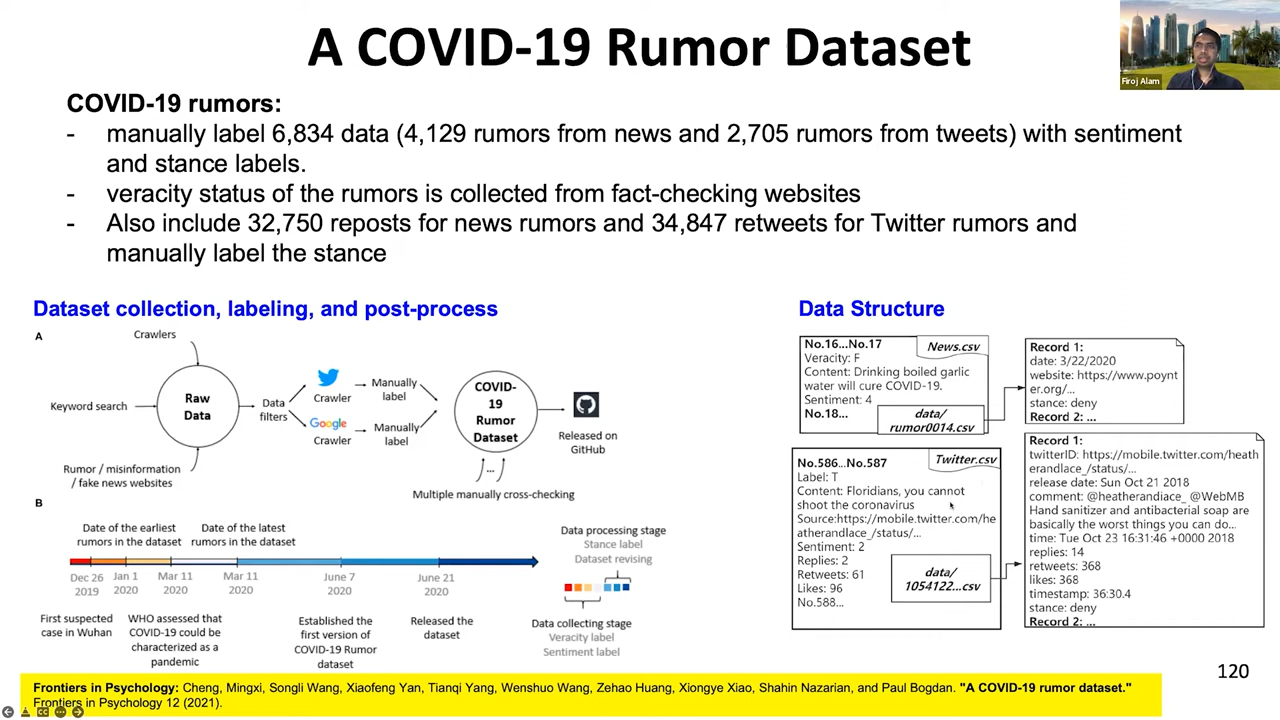 A COVID-19 Rumor Dataset
Firoj Alam
COVID-19 rumors:
- manually label 6,834 data (4,129 rumors from news and 2,705 rumors from tweets) with sentiment
and stance labels.
- veracity status of the rumors is collected from fact-checking websites
- Also include 32,750 reposts for news rumors and 34,847 retweets for Twitter rumors and
manually label the stance
Dataset collection, labeling, and post-process
A
Crawlers
Keyword search
Rumor / misinformation
/ fake news websites
Raw
Data
Data
filters
Crawler
Google
Crawler
Manually
label
Manually
label
COVID-
19
Rumor
Dataset
...
Multiple manually cross-checking
Released on
GitHub
B
Date of the earliest
rumors in the dataset
Date of the latest
rumors in the dataset
Dec 26
2019
Jan 1
2020
Mar 11
2020
Mar 11
2020
June 7
2020
June 21
2020
First suspected
case in Wuhan
WHO assessed that
COVID-19 could be
characterized as a
pandemic
Established the
first version of
COVID-19 Rumor
dataset
Released the
dataset
Data processing stage
Stance label
Dataset revising
Data collecting stage
Veracity label
Sentiment label
Data Structure
News.csv
No.16...No.17
Veracity: F
Content: Drinking boiled garlic
water will cure COVID-19.
Sentiment: 4
No.18...
data/
rumor0014.csv
Record 1:
date: 3/22/2020
website: https://www.poynt
er.org/...
stance: deny
Record 2: ...
Twitter.csv
No.586...No.587
Label: T
Content: Floridians, you cannot
shoot the coronavirus
Source:https://mobile.twitter.com/he
atherandlace_/status/...
Sentiment: 2
Replies: 2
Retweets: 61
Likes: 96
No.588...
data/
1054122...csv
Record 1:
twitterID: https://mobile.twitter.com/heath
erandlace_/status/...
release date: Sun Oct 21 2018
comment: @heatherandiace_ @WebMB
Hand sanitizer and antibacterial soap are
basically the worst things you can do...
time: Tue Oct 23 16:31:46 +0000 2018
replies: 14
retweets: 368
likes: 368
timestamp: 36:30.4
stance: deny
Record 2: ...
120
Frontiers in Psychology: Cheng, Mingxi, Songli Wang, Xiaofeng Yan, Tianqi Yang, Wenshuo Wang, Zehao Huang, Xiongye Xiao, Shahin Nazarian, and Paul Bogdan. "A COVID-19 rumor dataset."
Frontiers in Psychology 12 (2021).